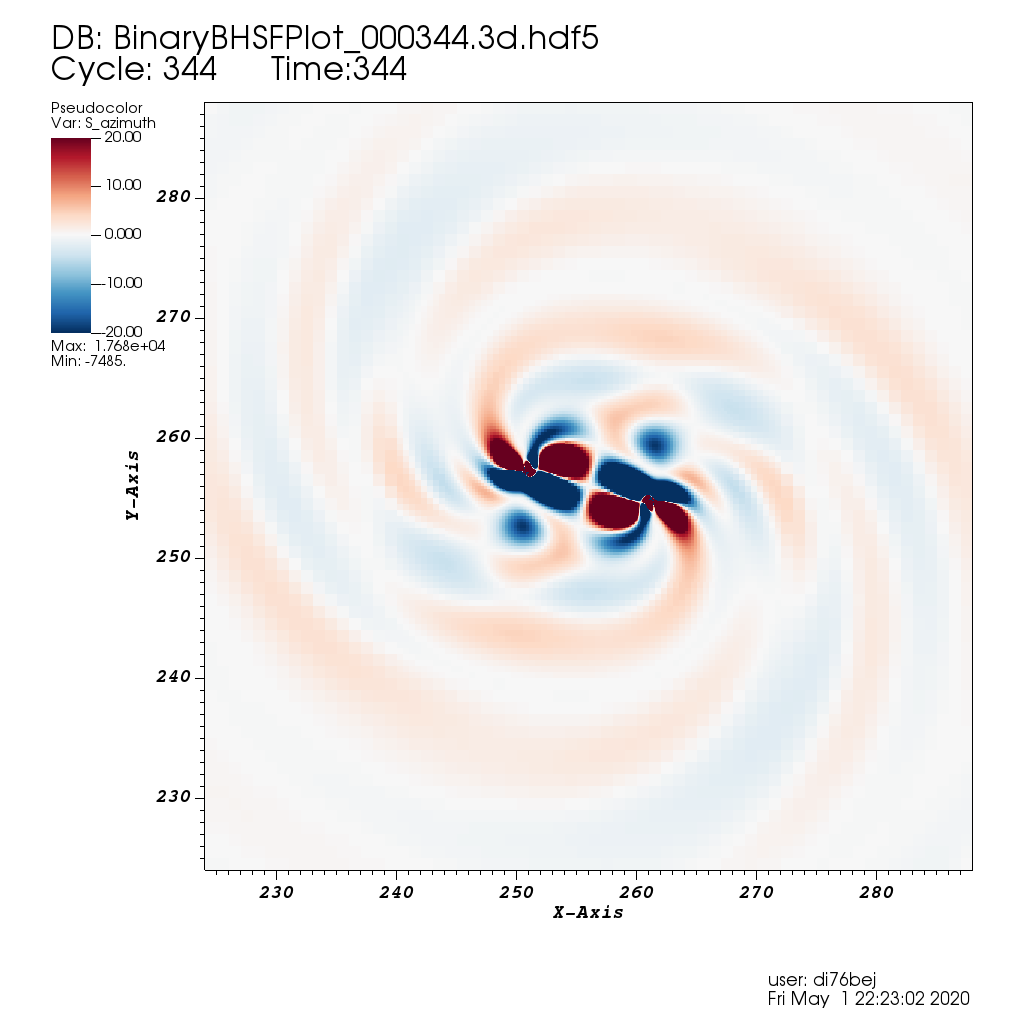 DB: BinaryBHSFPlot_000344.3d.hdf5
Cycle: 344 Time:344
Pseudocolor
Var: S_azimuth
20.00
10.00
0.000
-10.00
-20.00
Max: 1.768e+04
Min: -7485.
280
270
260
250
240
230
Y-Axis
230 240 250 260 270 280
X-Axis
user: di76bej
Fri May 1 22:23:02 2020